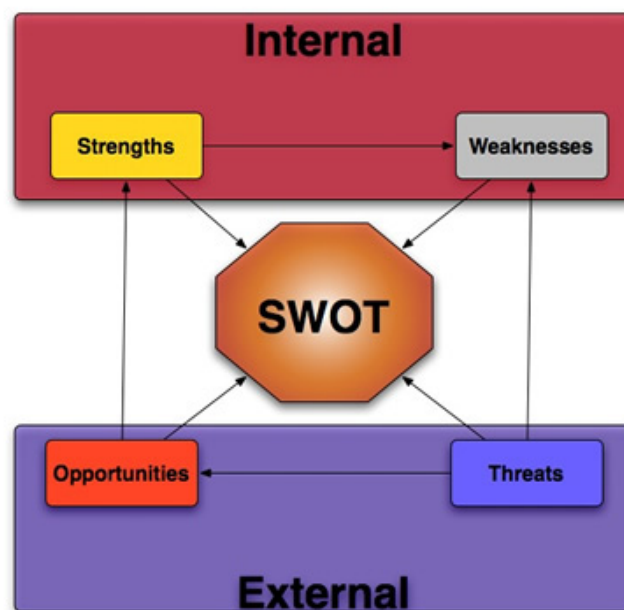 Internal
Strengths
Weaknesses
SWOT
Opportunities
Threats
External